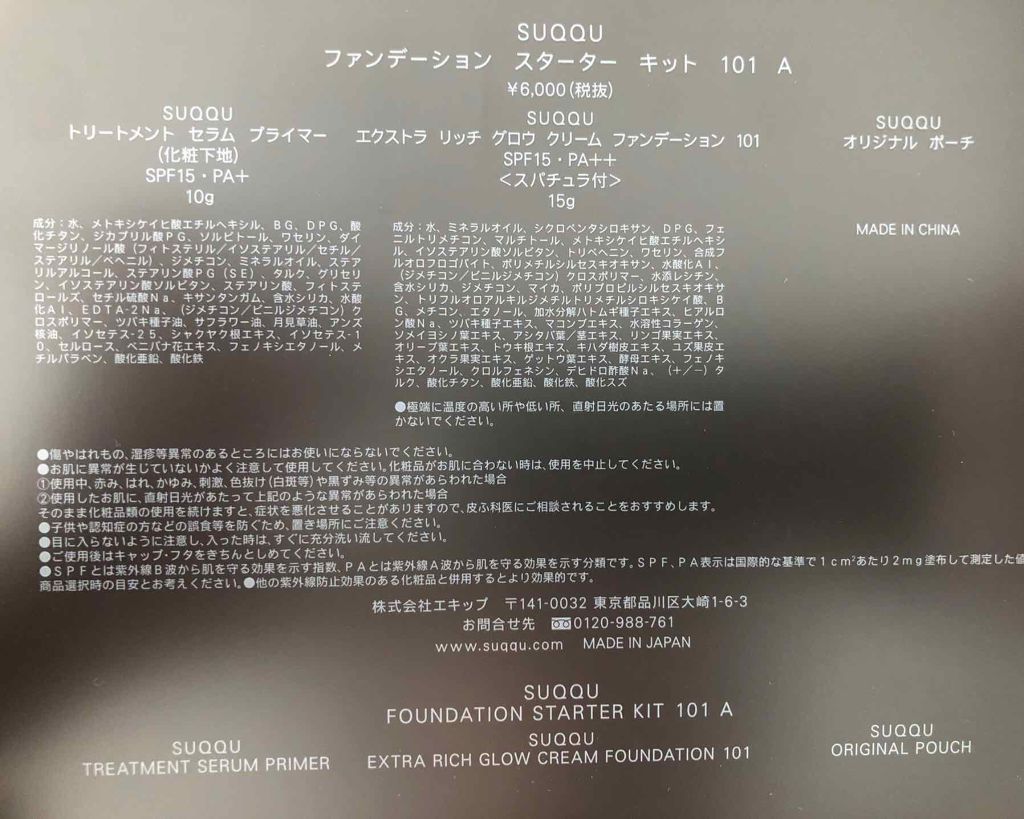 SUQQU
ファンデーション スターター キット 101 A
¥6,000(税抜)
SUQQU
トリートメント セラム プライマー
(化粧下地)
SPF15・PA+
10g
成分:水、メトキシケイヒ酸エチルヘキシル、BG、DPG、酸
化チタン、ジカプリル酸PG、ソルビトール、ワセリン、ダイ
マージリノール酸(フィトステリル/イソステアリル/セチル/
ステアリル/ベヘニル)、ジメチコン、ミネラルオイル、ステア
リルアルコール、ステアリン酸PG(SE)、タルク、グリセリ
ン、イソステアリン酸ソルビタン、ステアリン酸、フィトステ
ロールズ、セチル硫酸Na、キサンタンガム、含水シリカ、水酸
化Al、EDTA-2Na、(ジメチコン/ビニルジメチコン)ク
ロスポリマー、ツバキ種子油、サフラワー油、月見草油、アンズ
核油、イソセテス-25、シャクヤク根エキス、イソセテス-1
0、セルロース、ベニバナ花エキス、フェノキシエタノール、メ
チルパラベン、酸化亜鉛、酸化鉄
SUQQU
エクストラ リッチ グロウ クリーム ファンデーション 101
SPF15・PA++
<スパチュラ付>
15g
成分:水、ミネラルオイル、シクロペンタシロキサン、DPG、フェ
ニルトリメチコン、マルチトール、メトキシケイヒ酸エチルヘキシ
ル、イソステアリン酸ソルビタン、トリベヘニン、ワセリン、合成フ
ルオロフロゴパイト、ポリメチルシルセスキオキサン、水酸化Al、
(ジメチコン/ビニルジメチコン)クロスポリマー、水添レシチン、
含水シリカ、ジメチコン、マイカ、ポリプロピルシルセスキオキサ
ン、トリフルオロアルキルジメチルトリメチルシロキシケイ酸、B
G、メチコン、エタノール、加水分解ハトムギ種子エキス、ヒアルロ
ン酸Na、ツバキ種子エキス、マコンブエキス、水溶性コラーゲン、
ソメイヨシノ葉エキス、アシタバ葉/茎エキス、リンゴ果実エキス、
オリーブ葉エキス、トウキ根エキス、キハダ樹皮エキス、ユズ果皮エ
キス、オクラ果実エキス、ゲットウ葉エキス、酵母エキス、フェノキ
シエタノール、クロルフェネシン、デヒドロ酢酸Na、(+/-)タ
ルク、酸化チタン、酸化亜鉛、酸化鉄、酸化スズ
●極端に温度の高い所や低い所、直射日光のあたる場所には置
かないでください。
SUQQU
オリジナル ポーチ
MADE IN CHINA
●傷やはれもの、湿疹等異常のあるところにはお使いにならないでください。
●お肌に異常が生じていないかよく注意して使用してください。化粧品がお肌に合わない時は、使用を中止してください。
①使用中、赤み、はれ、かゆみ、刺激、色抜け(白斑等)や黒ずみ等の異常があらわれた場合
②使用したお肌に、直射日光があたって上記のような異常があらわれた場合
そのまま化粧品類の使用を続けますと、症状を悪化させることがありますので、皮ふ科医にご相談されることをおすすめします。
●子供や認知症の方などの誤食等を防ぐため、置き場所にご注意ください。
●目に入らないように注意し、入った時は、すぐに充分洗い流してください。
●ご使用後はキャップ・フタをきちんとしめてください。
●SPFとは紫外線B波から肌を守る効果を示す指数、PAとは紫外線A波から肌を守る効果を示す分類です。SPF、PA表示は国際的な基準で1cm²あたり2mg塗布して測定した値
商品選択時の目安とお考えください。●他の紫外線防止効果のある化粧品と併用するとより効果的です。
株式会社エキップ 〒141-0032 東京都品川区大崎1-6-3
お問合せ先 0120-988-761
www.suqqu.com MADE IN JAPAN
SUQQU
FOUNDATION STARTER KIT 101 A
SUQQU
TREATMENT SERUM PRIMER
SUQQU
EXTRA RICH GLOW CREAM FOUNDATION 101
SUQQU
ORIGINAL POUCH